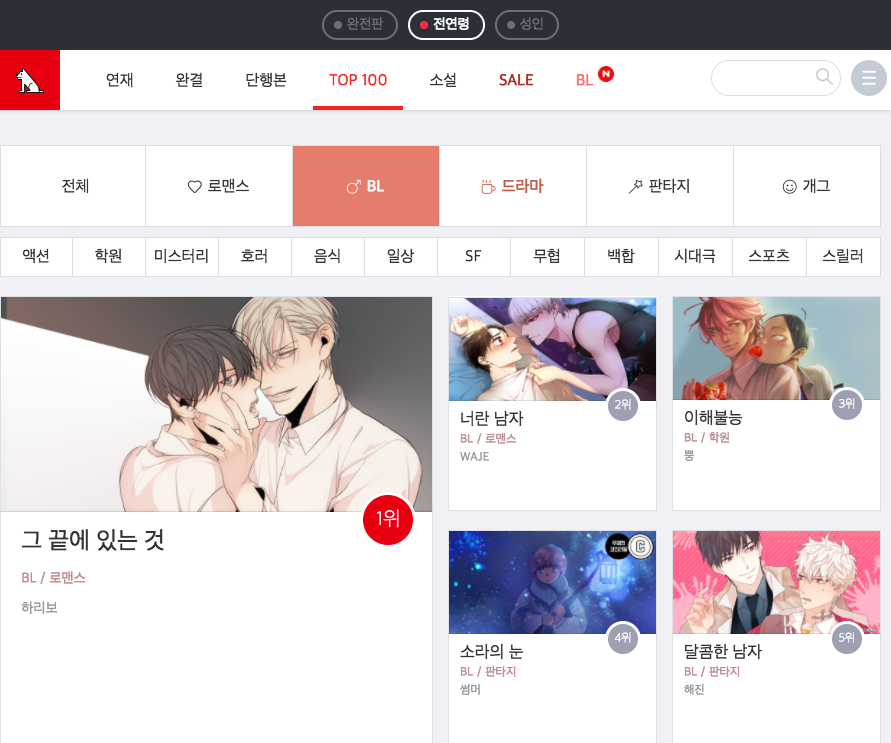 완전판 전연령 성인
연재 완결 단행본 TOP 100 소설 SALE BL N
전체 로맨스 BL 드라마 판타지 개그
액션 학원 미스터리 호러 음식 일상 SF 무협 백합 시대극 스포츠 스릴러
1위
그 끝에 있는 것
BL / 로맨스
하리보
2위
너란 남자
BL / 로맨스
WAJE
3위
이해불능
BL / 학원
뿅
4위
소라의 눈
BL / 판타지
썸머
5위
달콤한 남자
BL / 판타지
해진